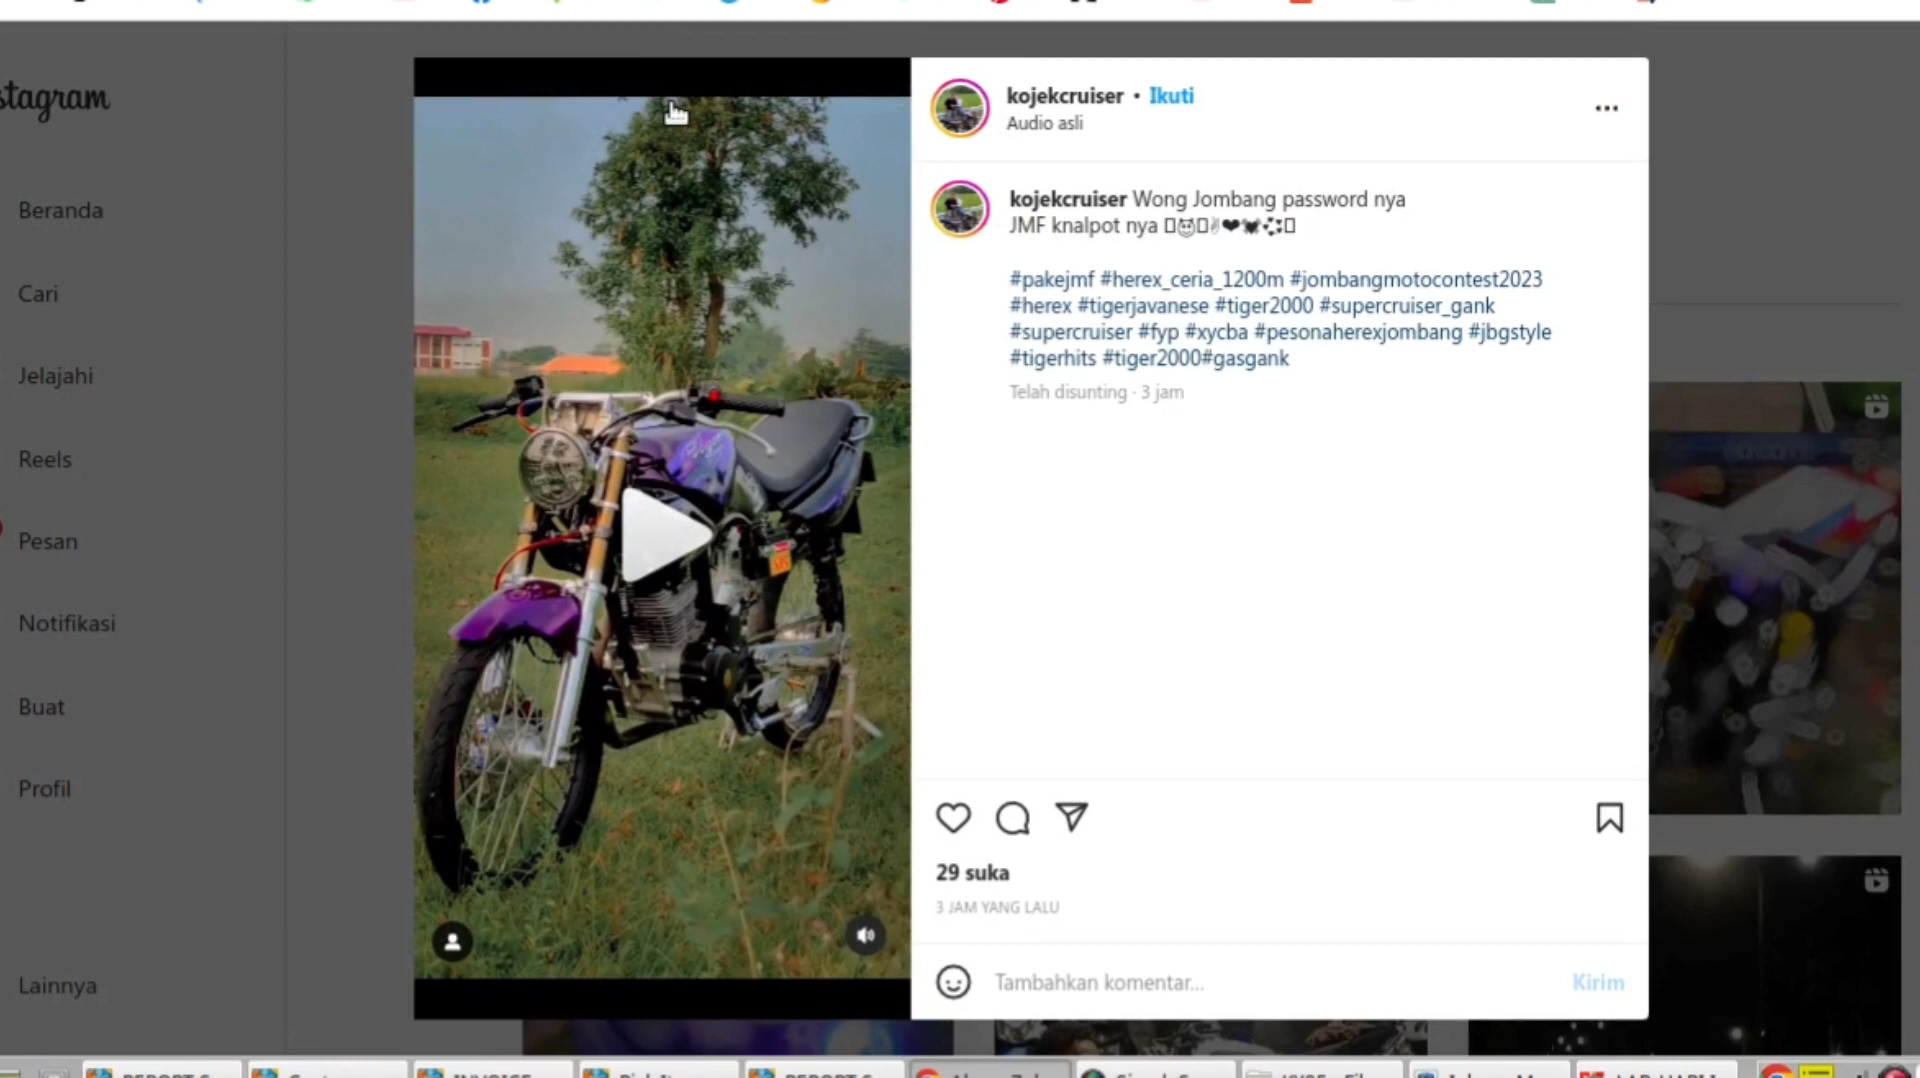 stagram
Beranda
Cari
Jelajahi
Reels
Pesan
Notifikasi
Buat
Profil
Lainnya
kojekcruiser • Ikuti
Audio asli
kojekcruiser Wong Jombang password nya
JMF knalpot nya
#pakejmf #herex_ceria_1200m #jombangmotocontest2023
#herex #tigerjavanese #tiger2000 #supercruiser_gank
#supercruiser #fyp #xycba #pesonaherexjombang #jbgstyle
#tigerhits #tiger2000#gasgank
Telah disunting · 3 jam
29 suka
3 JAM YANG LALU
Tambahkan komentar...
Kirim